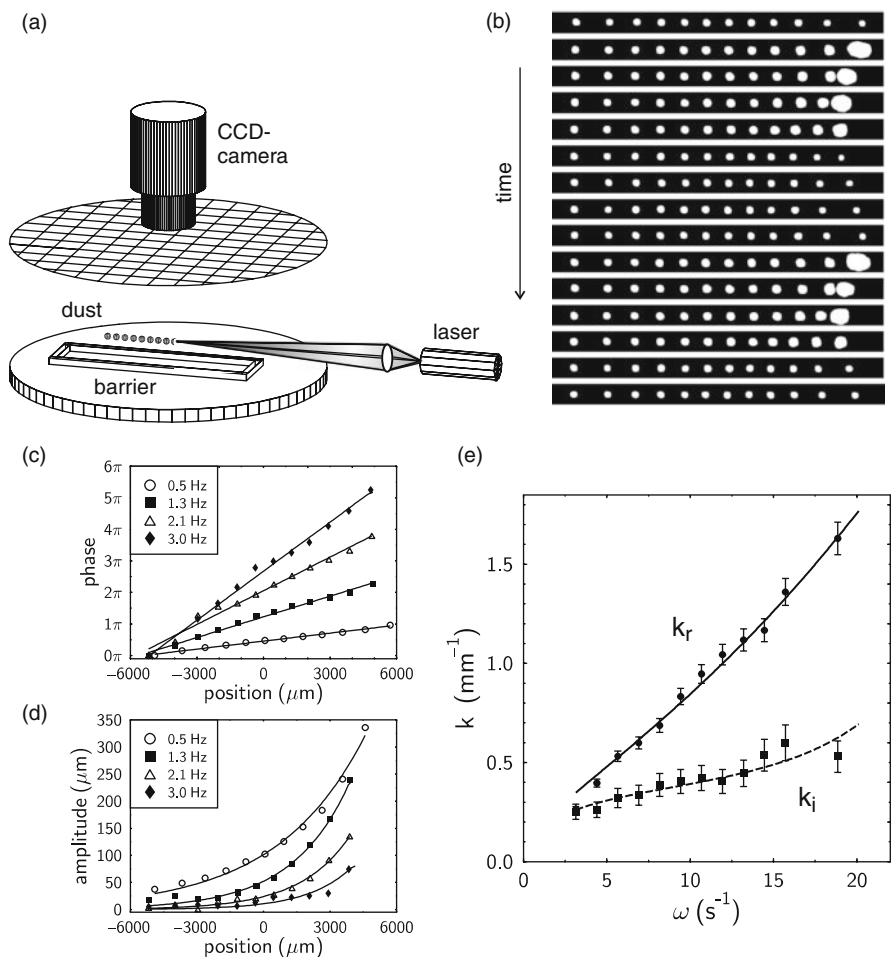 (a)
CCD-
camera
dust
laser
barrier
(b)
time
(c)
6π
5π
4π
3π
2π
1π
0π
phase
0.5 Hz
1.3 Hz
2.1 Hz
3.0 Hz
−6000 −3000 0 3000 6000
position (μm)
(d)
350
300
250
200
150
100
50
0
amplitude (μm)
0.5 Hz
1.3 Hz
2.1 Hz
3.0 Hz
−6000 −3000 0 3000 6000
position (μm)
(e)
1.5
1.0
0.5
0.0
k (mm⁻¹)
kᵣ
kᵢ
0 5 10 15 20
ω (s⁻¹)